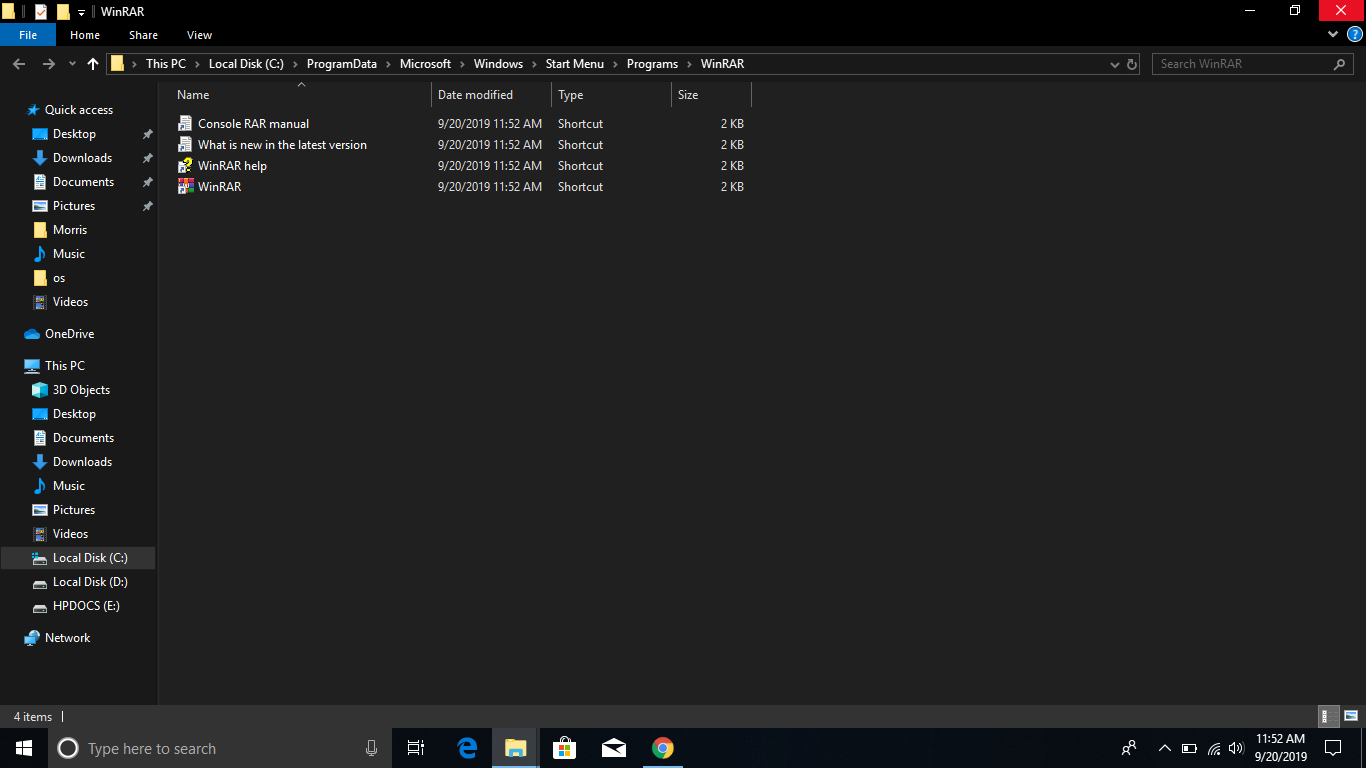 WinRAR
File Home Share View
This PC Local Disk (C:) ProgramData Microsoft Windows Start Menu Programs WinRAR
Search WinRAR
Name Date modified Type Size
Console RAR manual 9/20/2019 11:52 AM Shortcut 2 KB
What is new in the latest version 9/20/2019 11:52 AM Shortcut 2 KB
WinRAR help 9/20/2019 11:52 AM Shortcut 2 KB
WinRAR 9/20/2019 11:52 AM Shortcut 2 KB
Quick access
Desktop
Downloads
Documents
Pictures
Morris
Music
os
Videos
OneDrive
This PC
3D Objects
Desktop
Documents
Downloads
Music
Pictures
Videos
Local Disk (C:)
Local Disk (D:)
HPDOCS (E:)
Network
4 items
Type here to search
11:52 AM
9/20/2019